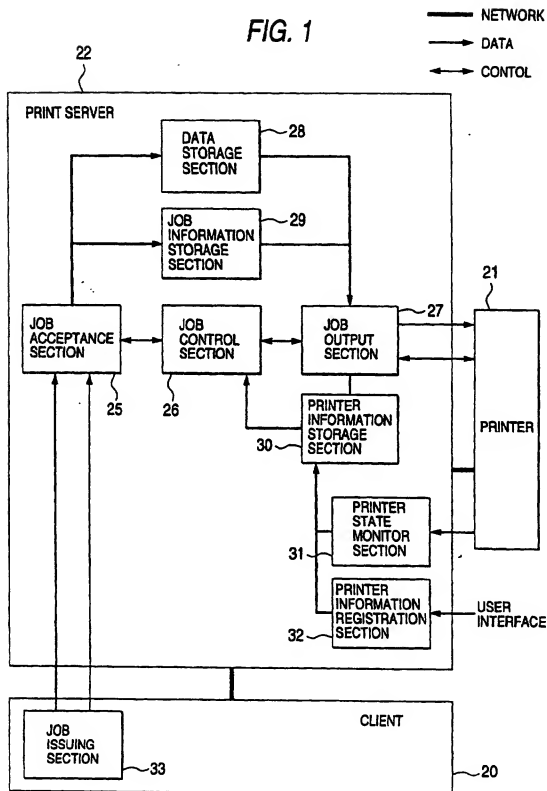 FIG. 1
NETWORK
DATA
CONTOL
22
PRINT SERVER
DATA
STORAGE
SECTION
28
JOB
INFORMATION
STORAGE
SECTION
29
JOB
ACCEPTANCE
SECTION
25
JOB
CONTROL
SECTION
26
JOB
OUTPUT
SECTION
27
21
PRINTER
PRINTER
INFORMATION
STORAGE
SECTION
30
PRINTER
STATE
MONITOR
SECTION
31
PRINTER
INFORMATION
REGISTRATION
SECTION
32
USER
INTERFACE
CLIENT
JOB
ISSUING
SECTION
33
20